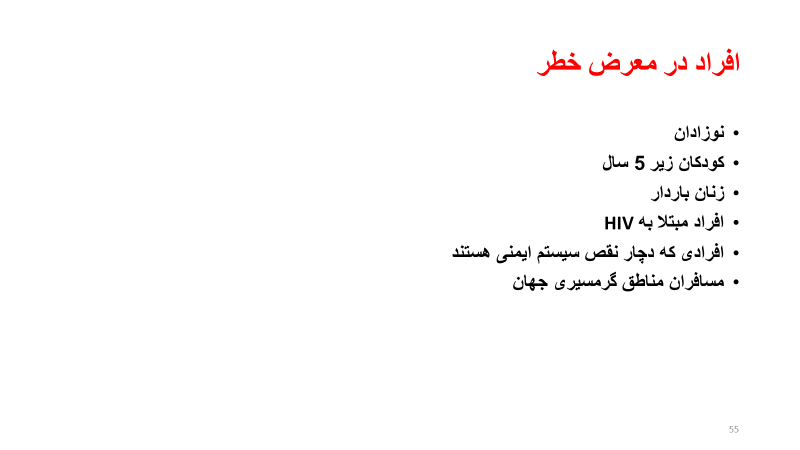 افراد در معرض خطر
• نوزادان
• کودکان زیر 5 سال
• زنان باردار
• افراد مبتلا به HIV
• افرادی که دچار نقص سیستم ایمنی هستند
• مسافران مناطق گرمسیری جهان
55